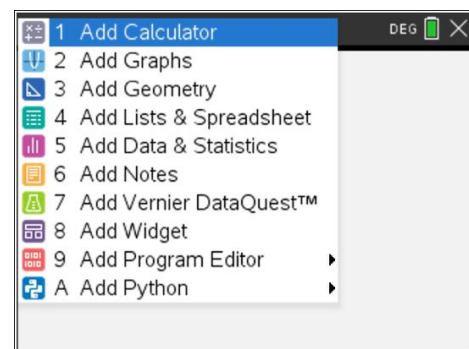 1 Add Calculator DEG
2 Add Graphs
3 Add Geometry
4 Add Lists & Spreadsheet
5 Add Data & Statistics
6 Add Notes
7 Add Vernier DataQuest™
8 Add Widget
9 Add Program Editor
A Add Python